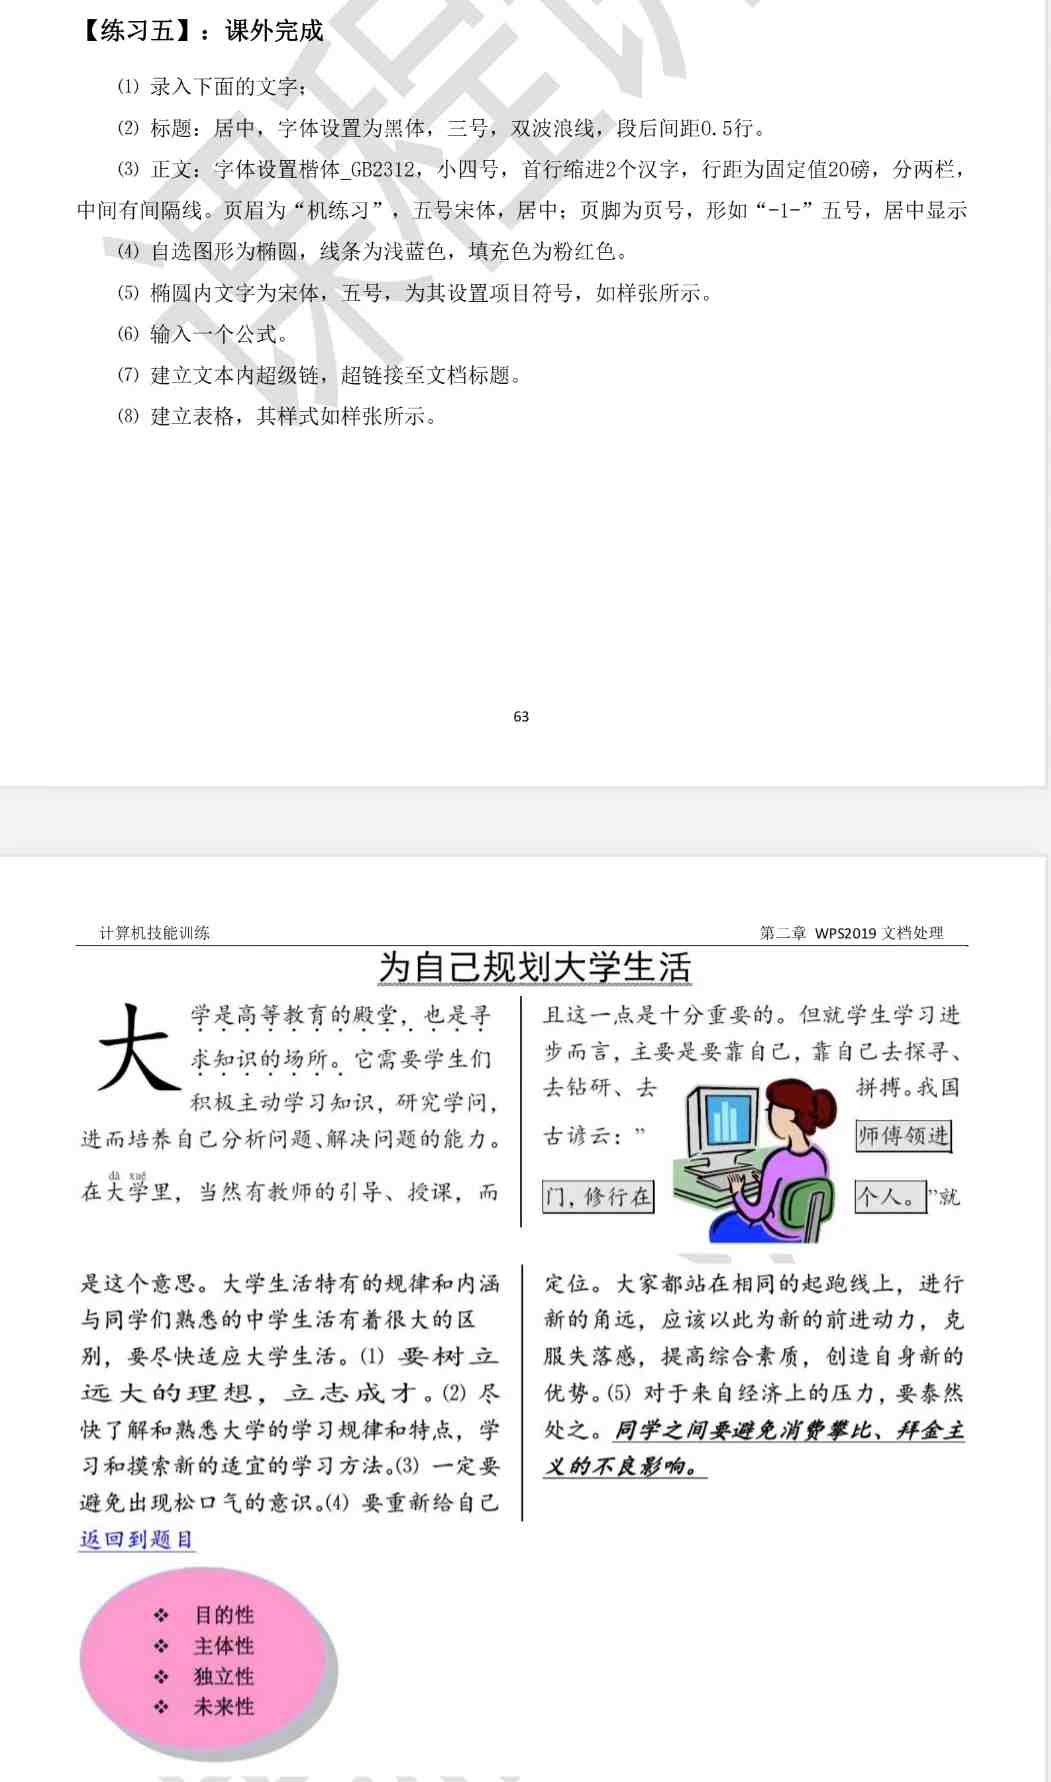 【练习五】：课外完成
⑴ 录入下面的文字；
⑵ 标题：居中，字体设置为黑体，三号，双波浪线，段后间距0.5行。
⑶ 正文：字体设置楷体_GB2312，小四号，首行缩进2个汉字，行距为固定值20磅，分两栏，
中间有间隔线。页眉为“机练习”，五号宋体，居中；页脚为页号，形如“-1-”五号，居中显示
⑷ 自选图形为椭圆，线条为浅蓝色，填充色为粉红色。
⑸ 椭圆内文字为宋体，五号，为其设置项目符号，如样张所示。
⑹ 输入一个公式。
⑺ 建立文本内超级链，超链接至文档标题。
⑻ 建立表格，其样式如样张所示。
63
计算机技能训练 第二章 WPS2019 文档处理
为自己规划大学生活
大
学是高等教育的殿堂，也是寻
求知识的场所。它需要学生们
积极主动学习知识，研究学问，
进而培养自己分析问题、解决问题的能力。
dà xué
在大学里，当然有教师的引导、授课，而
且这一点是十分重要的。但就学生学习进
步而言，主要是要靠自己，靠自己去探寻、
去钻研、去 拼搏。我国
古谚云：” 师傅领进
门，修行在 个人。”就
是这个意思。大学生活特有的规律和内涵
与同学们熟悉的中学生活有着很大的区
别，要尽快适应大学生活。⑴ 要树立
远大的理想，立志成才。⑵ 尽
快了解和熟悉大学的学习规律和特点，学
习和摸索新的适宜的学习方法。⑶ 一定要
避免出现松口气的意识。⑷ 要重新给自己
定位。大家都站在相同的起跑线上，进行
新的角远，应该以此为新的前进动力，克
服失落感，提高综合素质，创造自身新的
优势。⑸ 对于来自经济上的压力，要泰然
处之。同学之间要避免消费攀比、拜金主
义的不良影响。
返回到题目
❖ 目的性
❖ 主体性
❖ 独立性
❖ 未来性